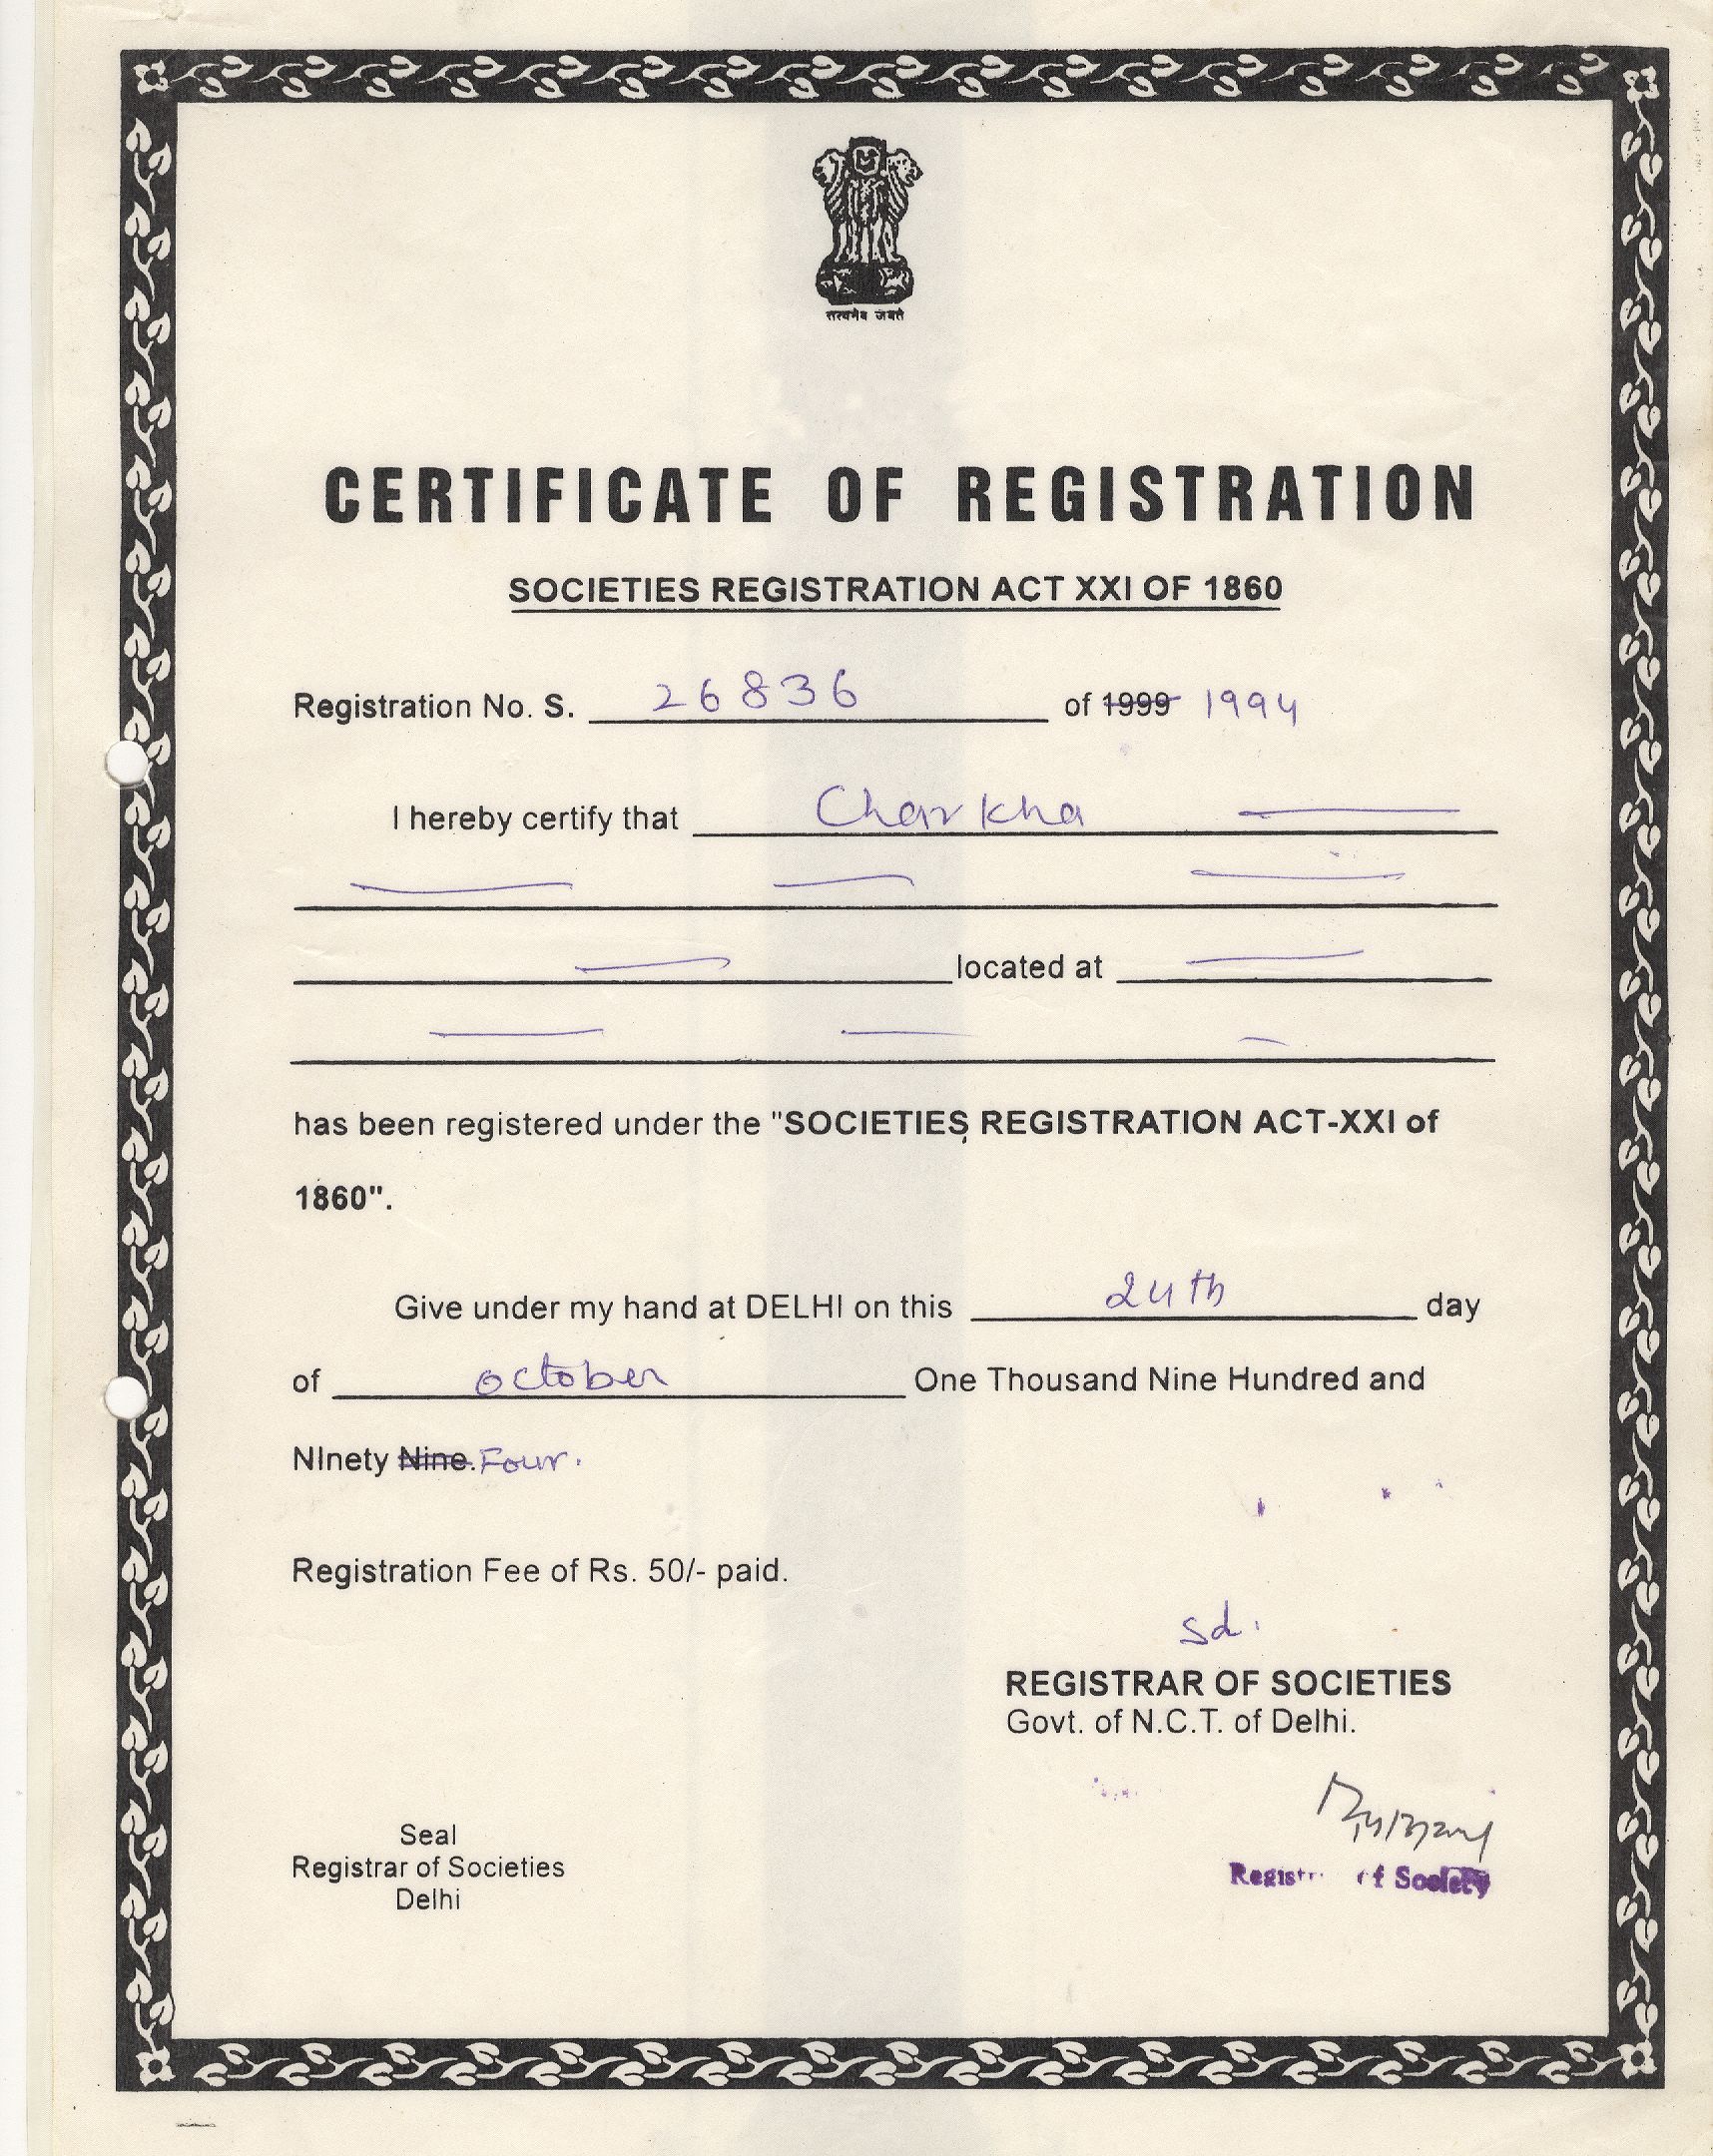 सत्यमेव जयते
CERTIFICATE OF REGISTRATION
SOCIETIES REGISTRATION ACT XXI OF 1860
Registration No. S. 26836 of 1999 1994
I hereby certify that Charkha
located at
has been registered under the "SOCIETIES REGISTRATION ACT-XXI of
1860".
Give under my hand at DELHI on this 24th day
of october One Thousand Nine Hundred and
NInety Nine. Four.
Registration Fee of Rs. 50/- paid.
sd.
REGISTRAR OF SOCIETIES
Govt. of N.C.T. of Delhi.
Seal
Registrar of Societies
Delhi
Society